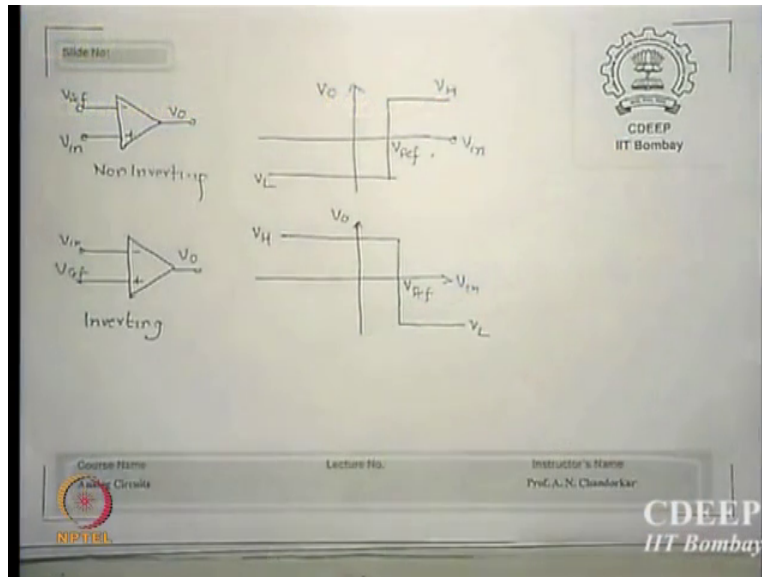 Slide No:
VRef
Vin
VO
Non Inverting
VO
VH
Vin
VRef
VL
CDEEP
IIT Bombay
Vin
VRef
VO
Inverting
VO
VH
VRef
Vin
VL
Course Name
Analog Circuits
Lecture No.
Instructor's Name
Prof. A. N. Chandorkar
NPTEL
CDEEP
IIT Bombay